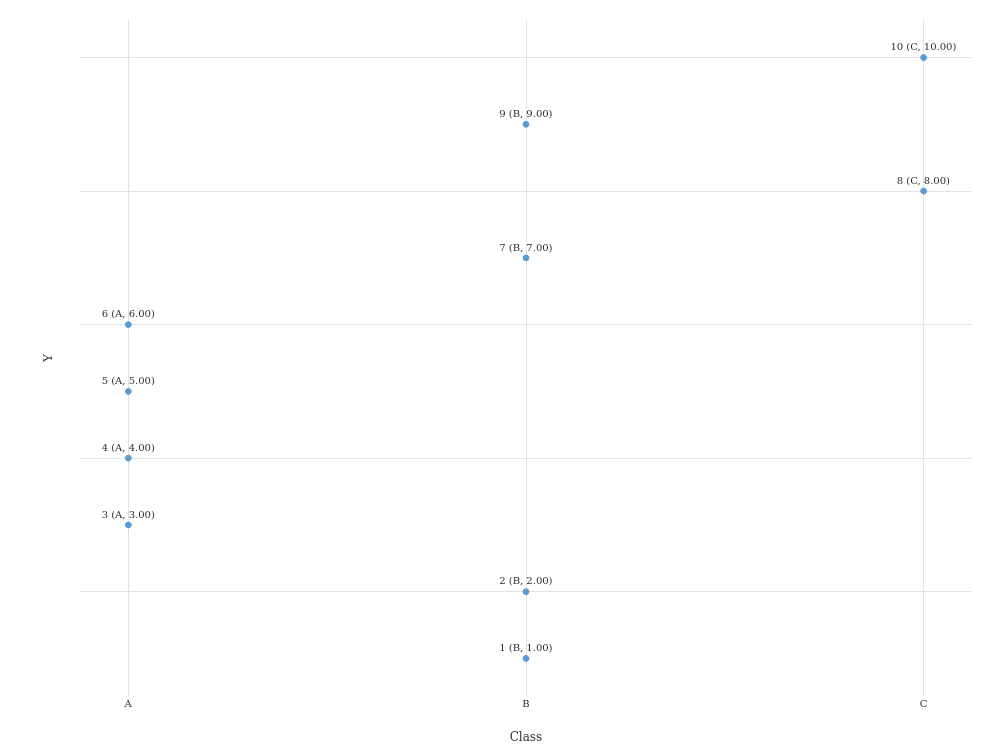 10 (C, 10.00)
9 (B, 9.00)
8 (C, 8.00)
7 (B, 7.00)
6 (A, 6.00)
Y
5 (A, 5.00)
4 (A, 4.00)
3 (A, 3.00)
2 (B, 2.00)
1 (B, 1.00)
A B C
Class